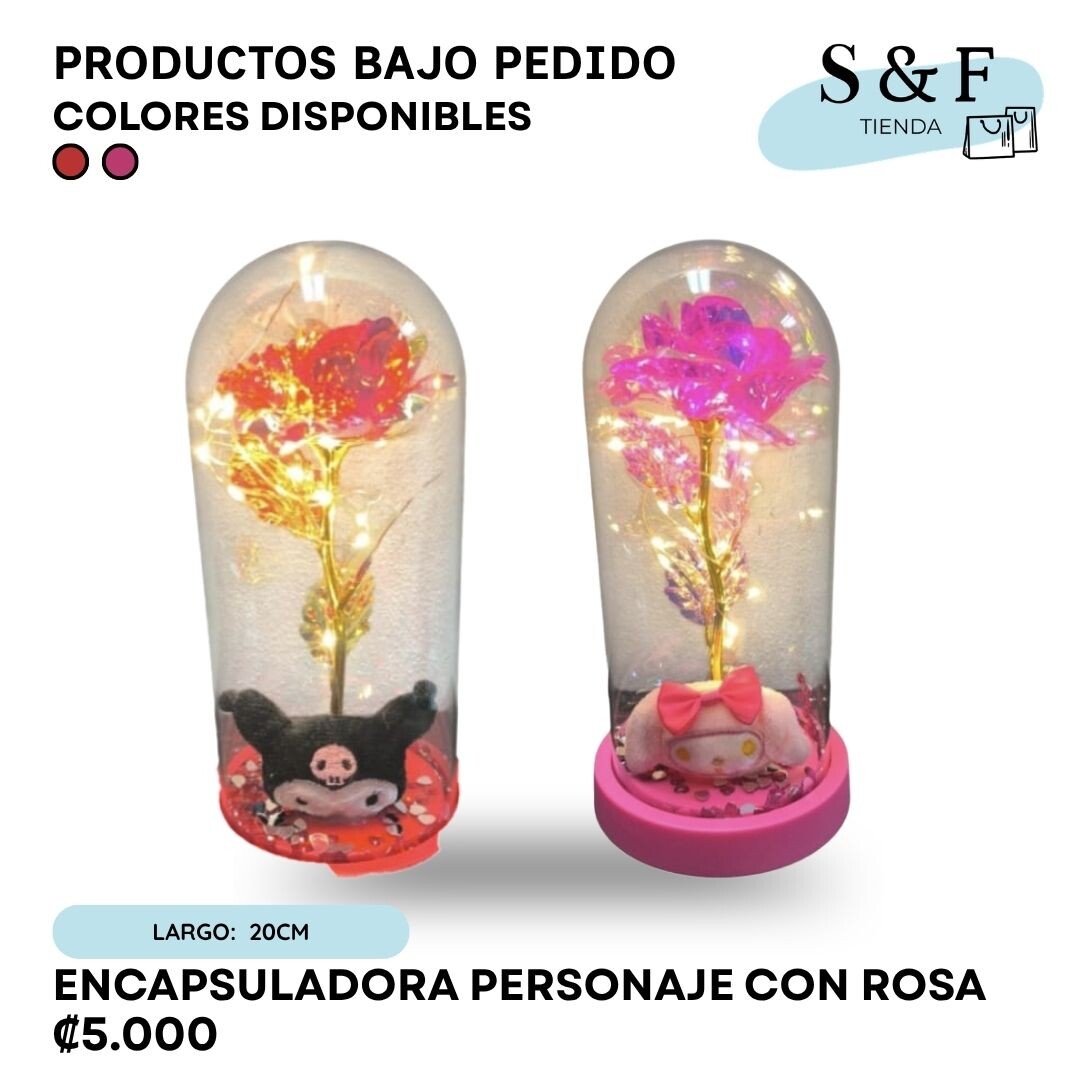 PRODUCTOS BAJO PEDIDO
COLORES DISPONIBLES
S & F
TIENDA
LARGO: 20CM
ENCAPSULADORA PERSONAJE CON ROSA
₡5.000